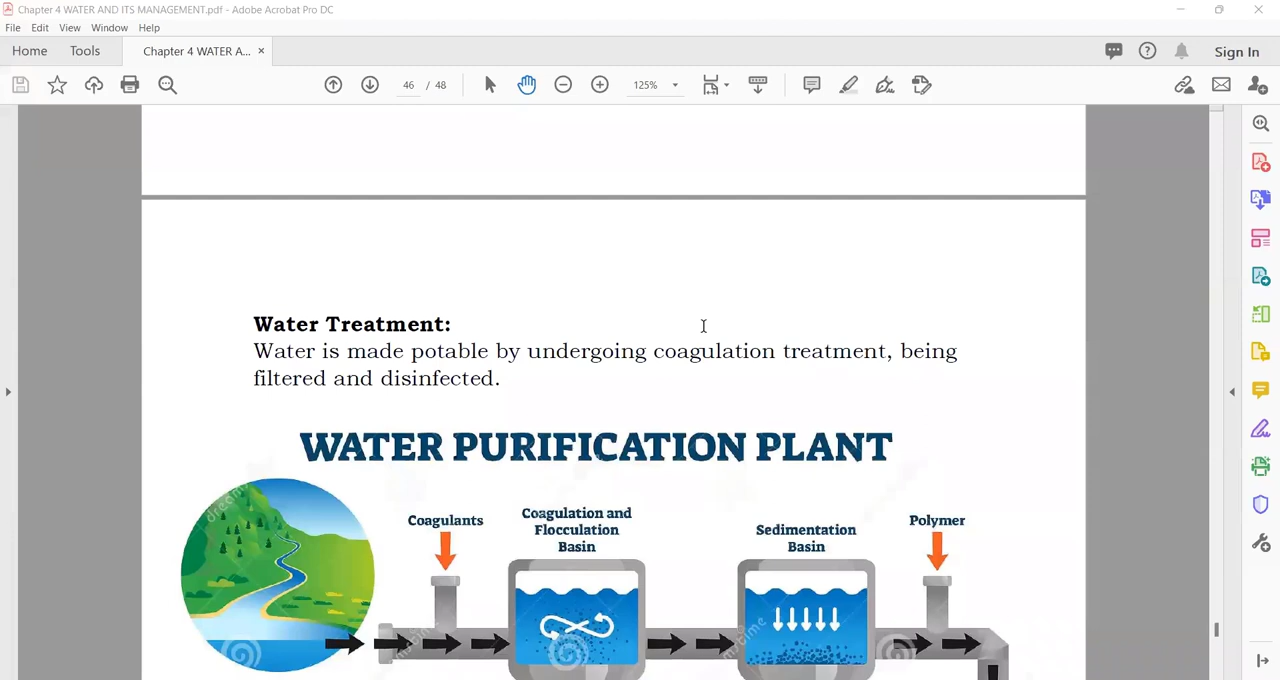 Chapter 4 WATER AND ITS MANAGEMENT.pdf - Adobe Acrobat Pro DC
File Edit View Window Help
Home Tools Chapter 4 WATER A... × Sign In
46 / 48 125%
Water Treatment:
Water is made potable by undergoing coagulation treatment, being
filtered and disinfected.
WATER PURIFICATION PLANT
Coagulants
Coagulation and
Flocculation
Basin
Sedimentation
Basin
Polymer